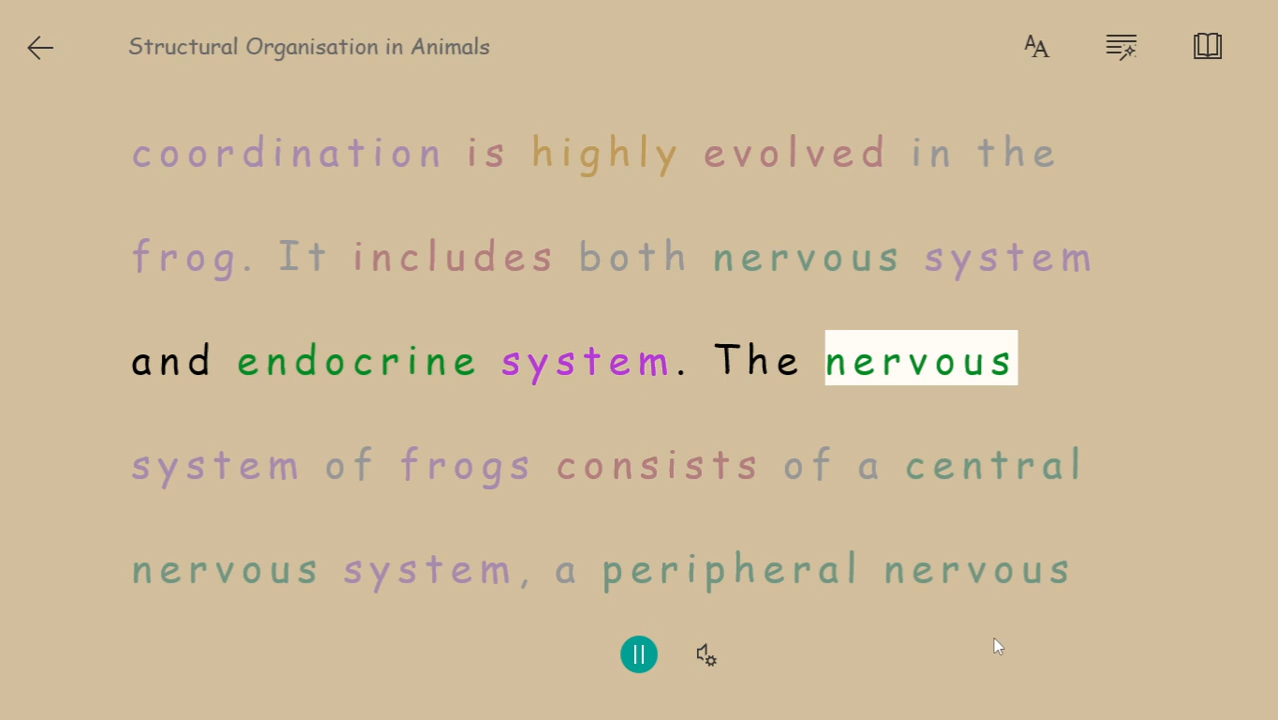 Structural Organisation in Animals
coordination is highly evolved in the
frog. It includes both nervous system
and endocrine system. The nervous
system of frogs consists of a central
nervous system, a peripheral nervous